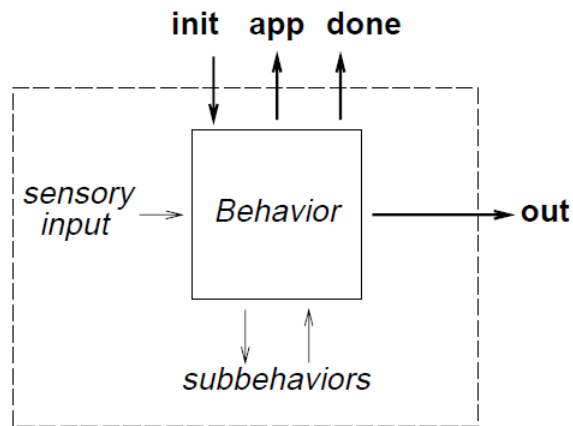 init app done
sensory
input
Behavior
out
subbehaviors